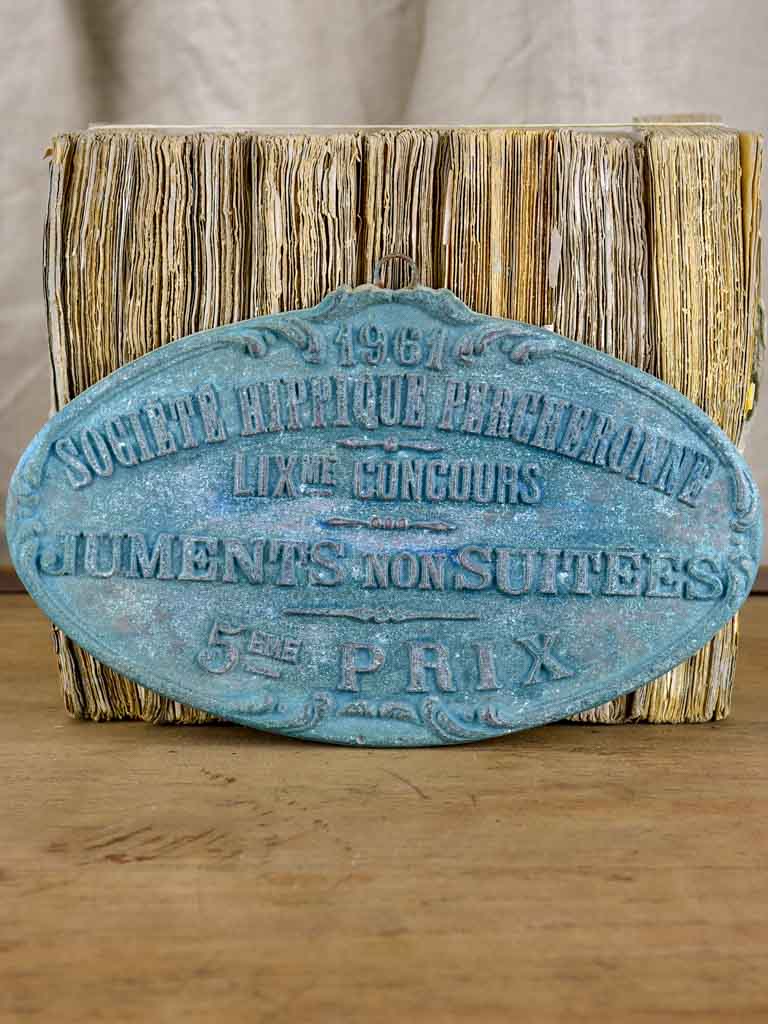 1961
SOCIÉTÉ HIPPIQUE PERCHERONNE
LIXME CONCOURS
JUMENTS NON SUITÉES
5ÈME PRIX